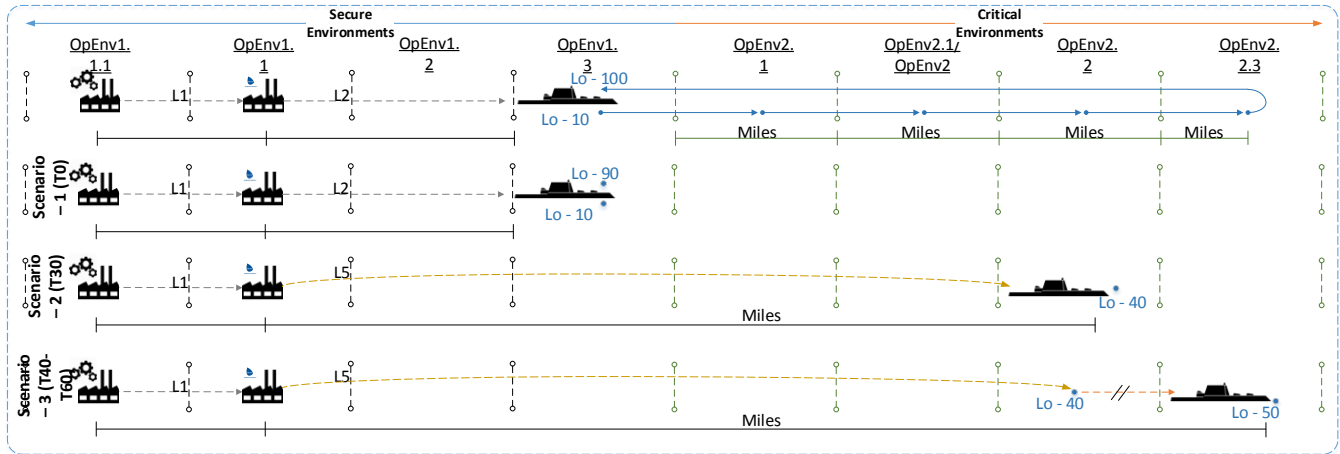 Secure
Environments
Critical
Environments
OpEnv1.
1.1
OpEnv1.
1
OpEnv1.
2
OpEnv1.
3
OpEnv2.
1
OpEnv2.1/
OpEnv2
OpEnv2.
2
OpEnv2.
2.3
L1
L2
Lo - 100
Lo - 10
Miles
Miles
Miles
Miles
Scenario
– 1 (T0)
L1
L2
Lo - 90
Lo - 10
Scenario
– 2 (T30)
L1
L5
Lo - 40
Miles
Scenario
– 3 (T40-
T60)
L1
L5
Lo - 40
Lo - 50
Miles